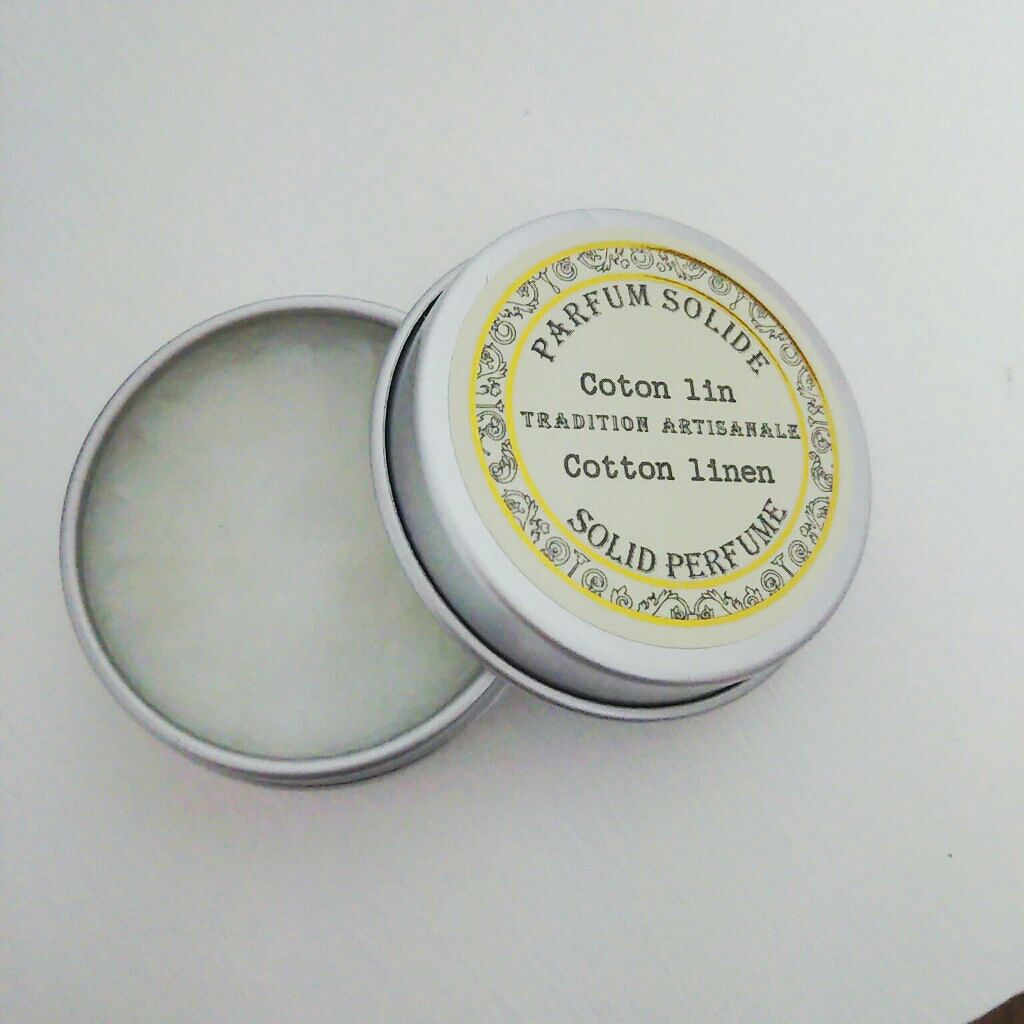 PARFUM SOLIDE
Coton lin
TRADITION ARTISANALE
Cotton linen
SOLID PERFUME